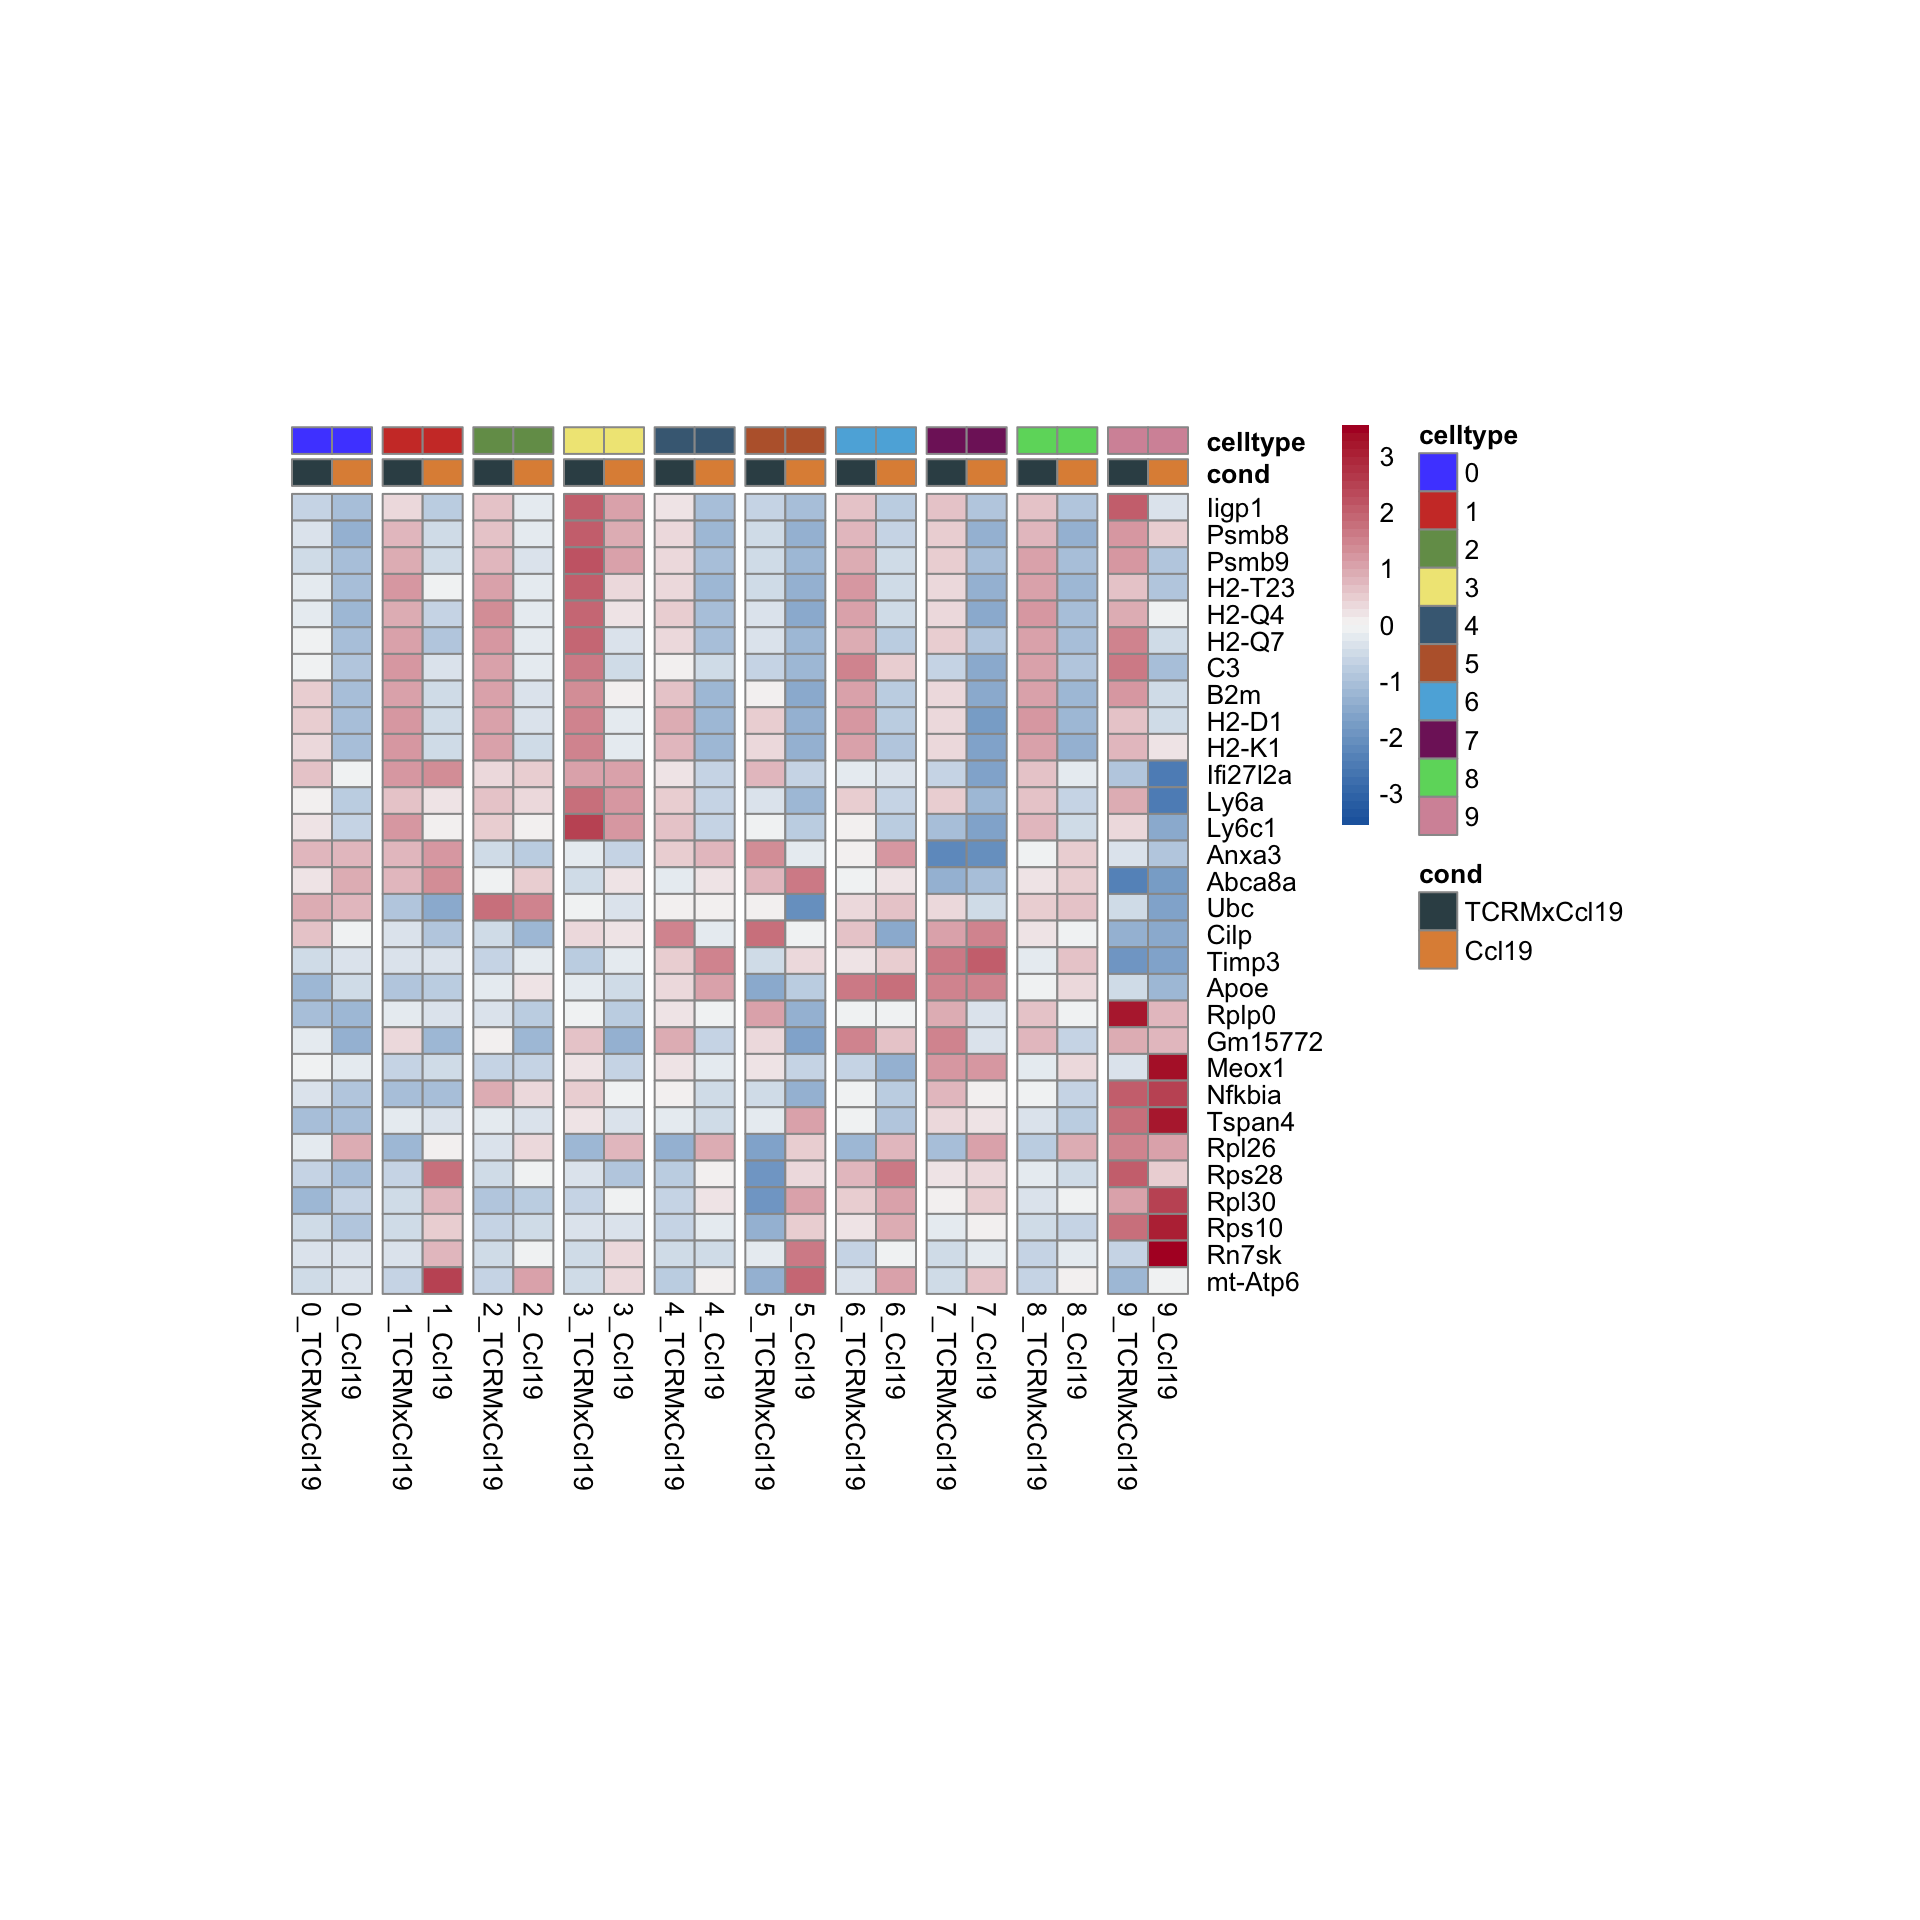 celltype
cond
Iigp1
Psmb8
Psmb9
H2-T23
H2-Q4
H2-Q7
C3
B2m
H2-D1
H2-K1
Ifi27l2a
Ly6a
Ly6c1
Anxa3
Abca8a
Ubc
Cilp
Timp3
Apoe
Rplp0
Gm15772
Meox1
Nfkbia
Tspan4
Rpl26
Rps28
Rpl30
Rps10
Rn7sk
mt-Atp6
0_TCRMxCcl19
0_Ccl19
1_TCRMxCcl19
1_Ccl19
2_TCRMxCcl19
2_Ccl19
3_TCRMxCcl19
3_Ccl19
4_TCRMxCcl19
4_Ccl19
5_TCRMxCcl19
5_Ccl19
6_TCRMxCcl19
6_Ccl19
7_TCRMxCcl19
7_Ccl19
8_TCRMxCcl19
8_Ccl19
9_TCRMxCcl19
9_Ccl19
3
2
1
0
-1
-2
-3
celltype
0
1
2
3
4
5
6
7
8
9
cond
TCRMxCcl19
Ccl19